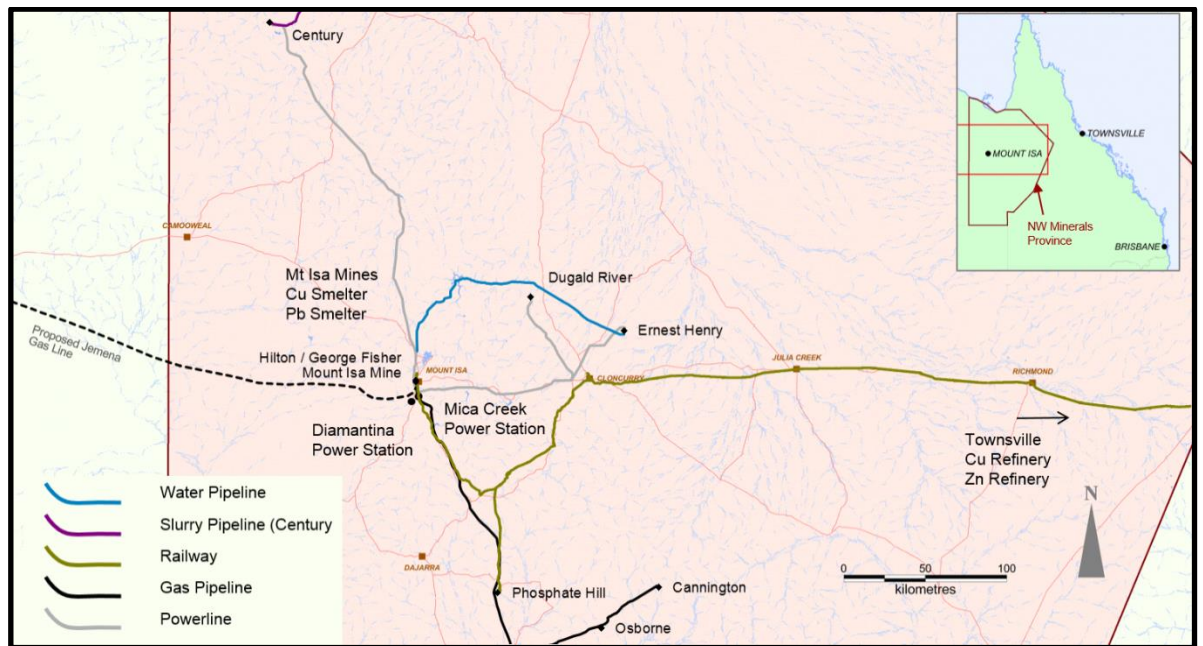 Century
TOWNSVILLE
MOUNT ISA
NW Minerals
Province
BRISBANE
CAMOOWEAL
Mt Isa Mines
Cu Smelter
Pb Smelter
Dugald River
Proposed Jemena
Gas Line
Ernest Henry
Hilton / George Fisher
Mount Isa Mine
MOUNT ISA
CLONCURRY
JULIA CREEK
RICHMOND
Mica Creek
Power Station
Diamantina
Power Station
Townsville
Cu Refinery
Zn Refinery
N
Water Pipeline
Slurry Pipeline (Century
Railway
Gas Pipeline
Powerline
DAJARRA
Phosphate Hill
Cannington
Osborne
0 50 100
kilometres